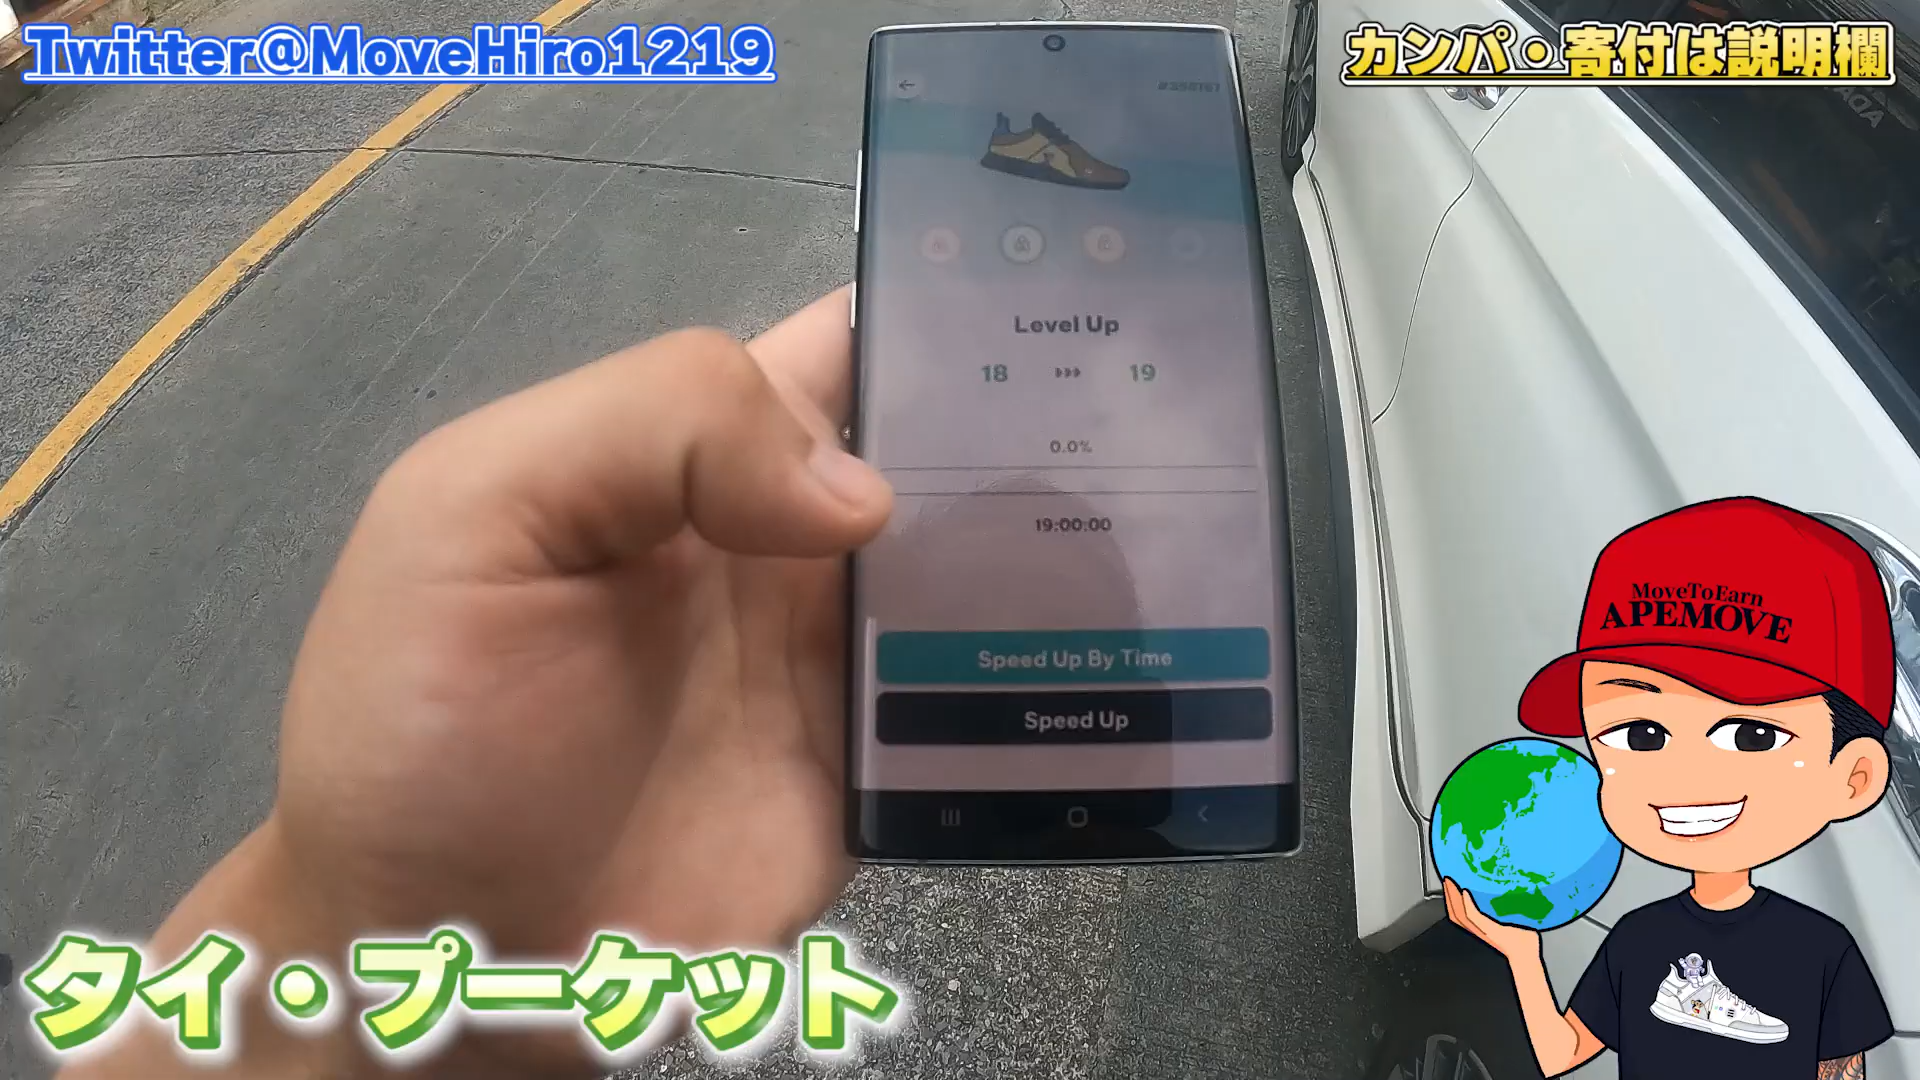 Twitter@MoveHiro1219
カンパ・寄付は説明欄
Level Up
18 19
0.0%
19:00:00
Speed Up By Time
Speed Up
MoveToEarn
APEMOVE
タイ・プーケット